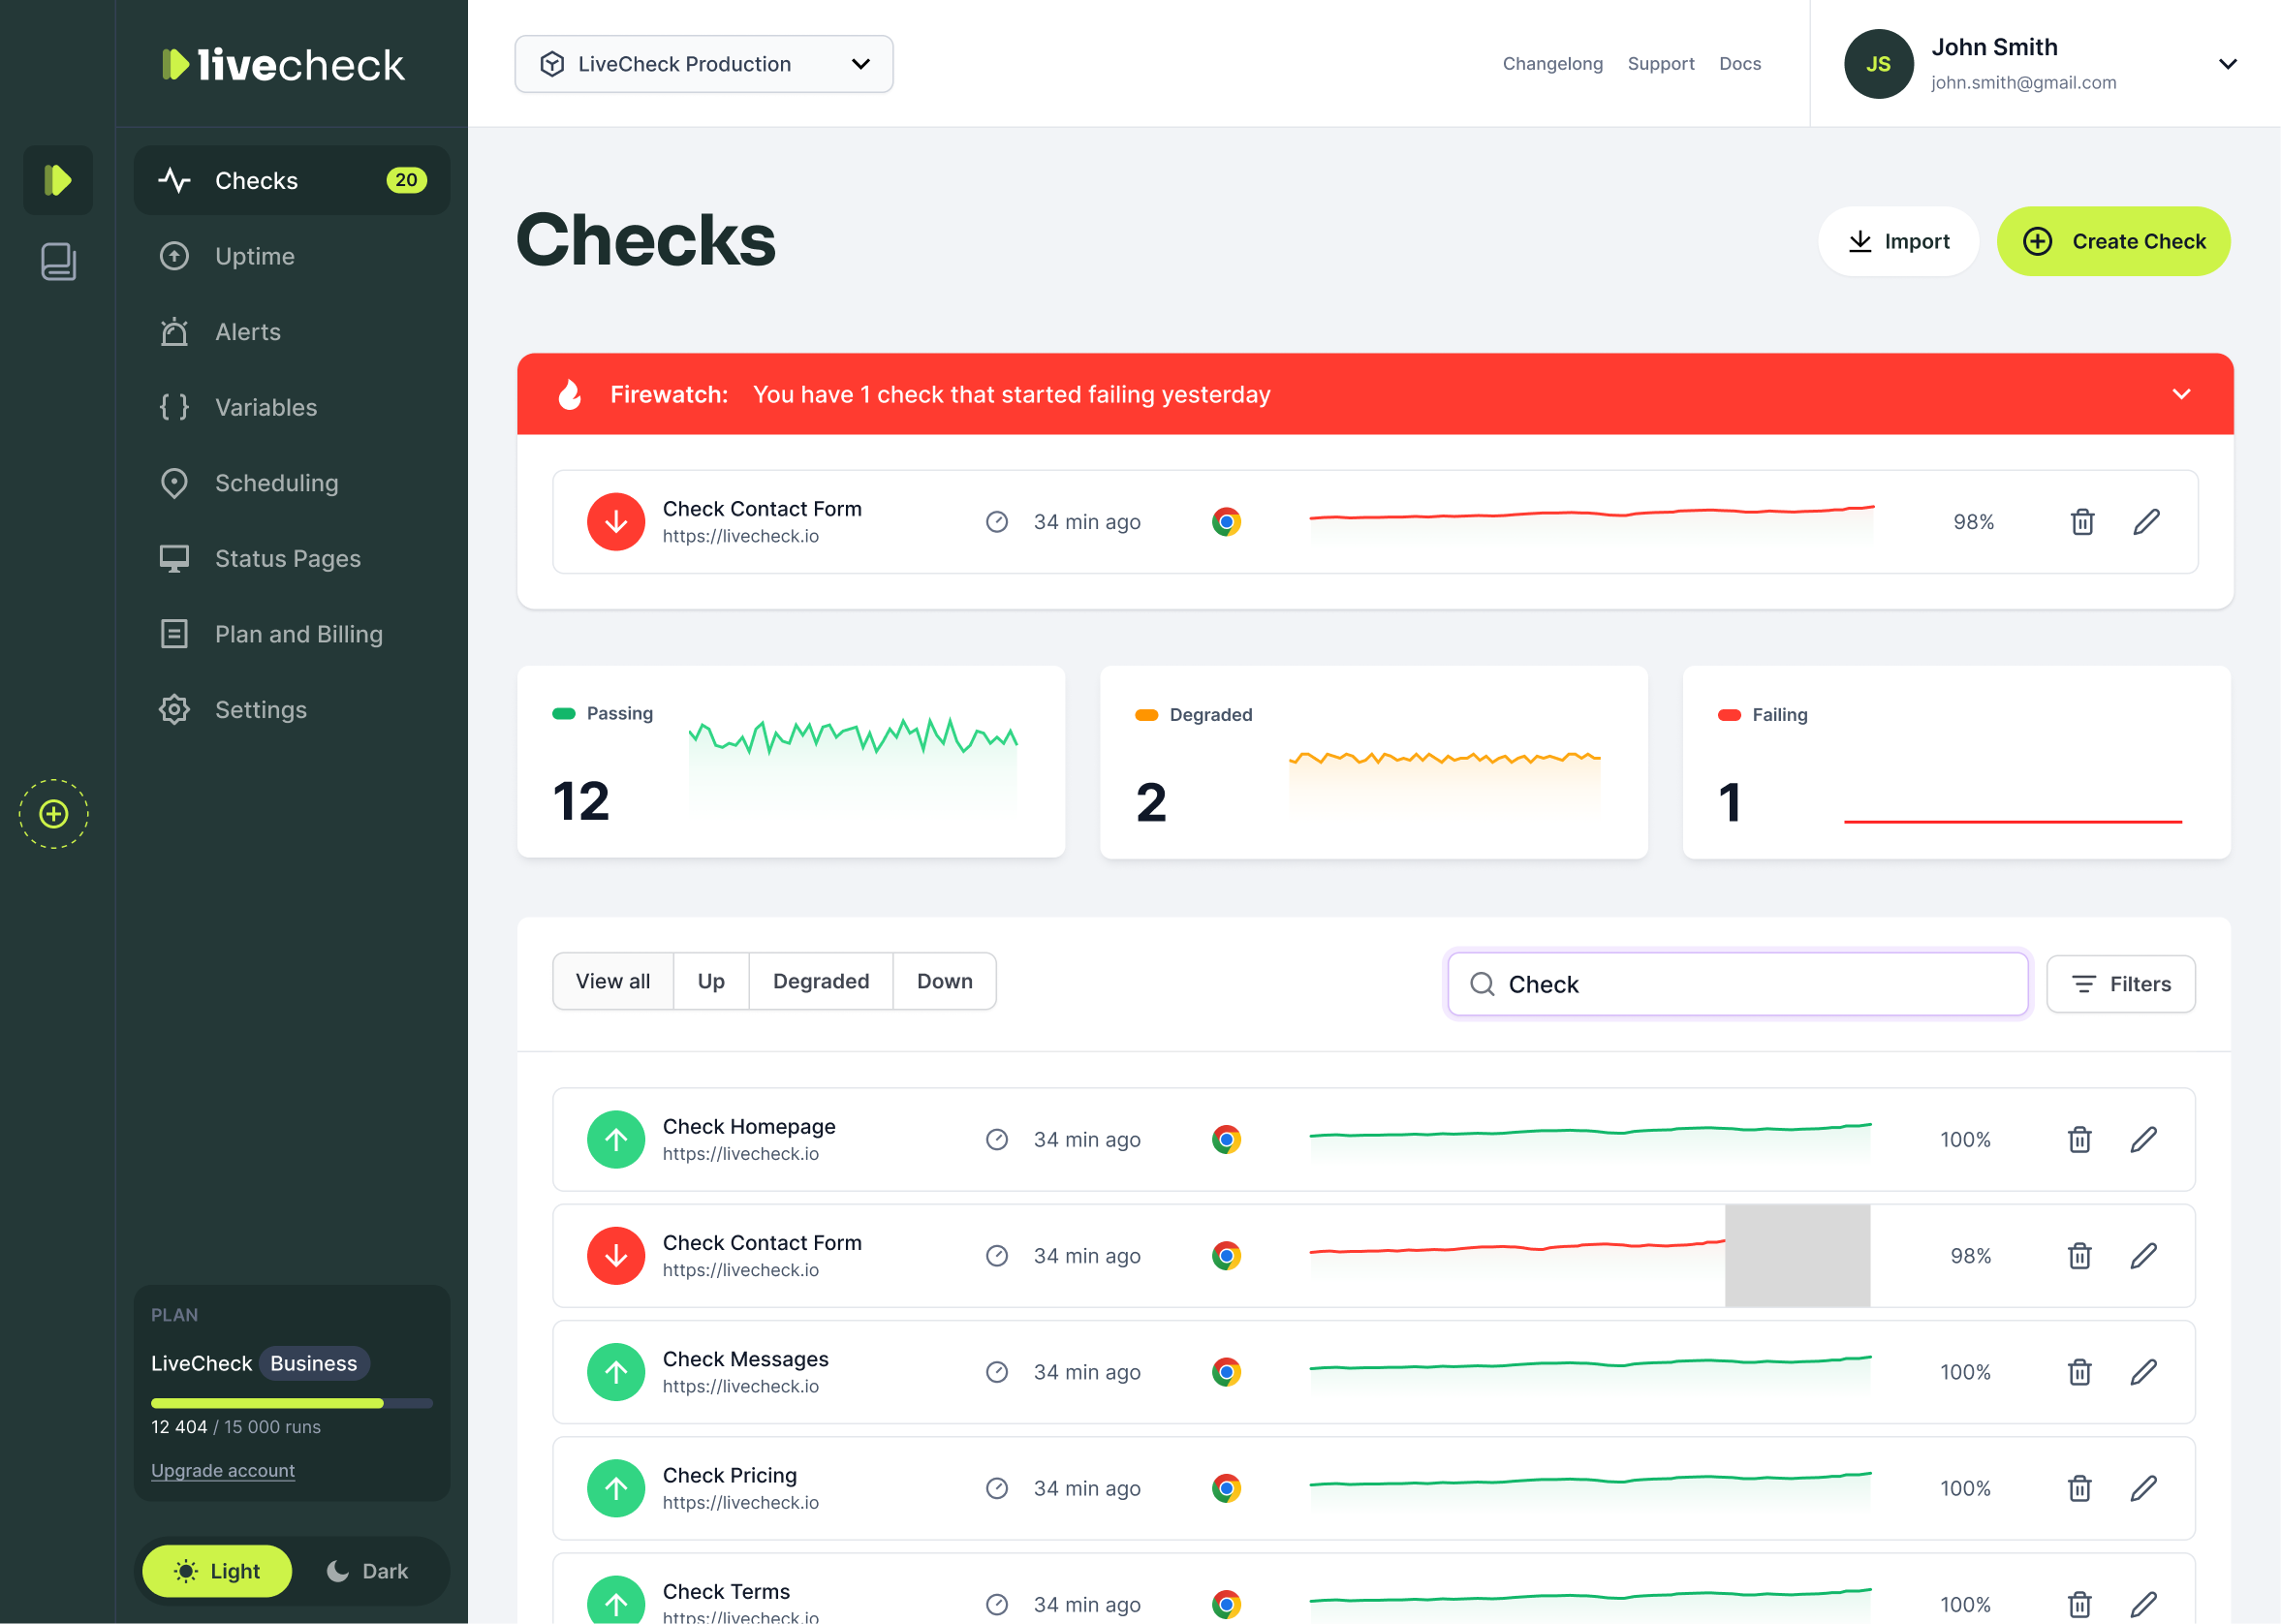 livecheck
LiveCheck Production
Changelong
Support
Docs
JS
John Smith
john.smith@gmail.com
Checks
20
Uptime
Alerts
Variables
Scheduling
Status Pages
Plan and Billing
Settings
PLAN
LiveCheck Business
12 404 / 15 000 runs
Upgrade account
Light
Dark
Checks
Import
Create Check
Firewatch: You have 1 check that started failing yesterday
Check Contact Form
https://livecheck.io
34 min ago
98%
Passing
12
Degraded
2
Failing
1
View all
Up
Degraded
Down
Check
Filters
Check Homepage
https://livecheck.io
34 min ago
100%
Check Contact Form
https://livecheck.io
34 min ago
98%
Check Messages
https://livecheck.io
34 min ago
100%
Check Pricing
https://livecheck.io
34 min ago
100%
Check Terms
https://livecheck.io
34 min ago
100%